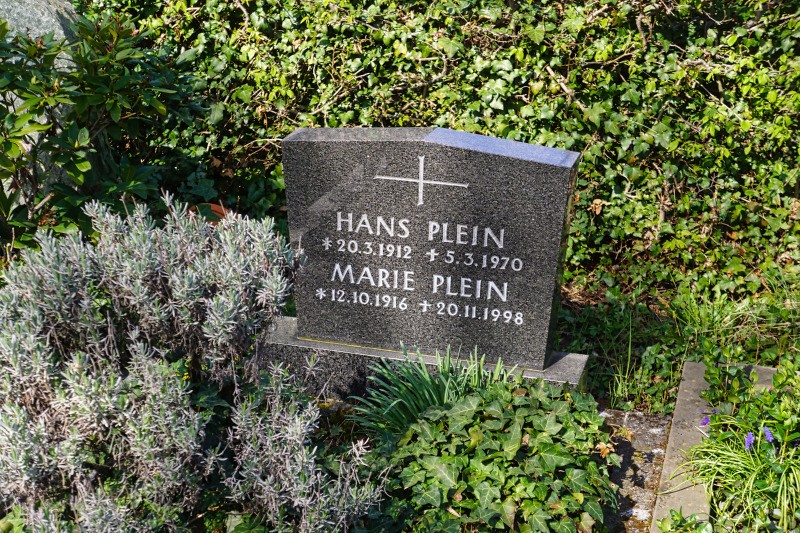 HANS PLEIN
*20.3.1912 †5.3.1970
MARIE PLEIN
*12.10.1916 †20.11.1998